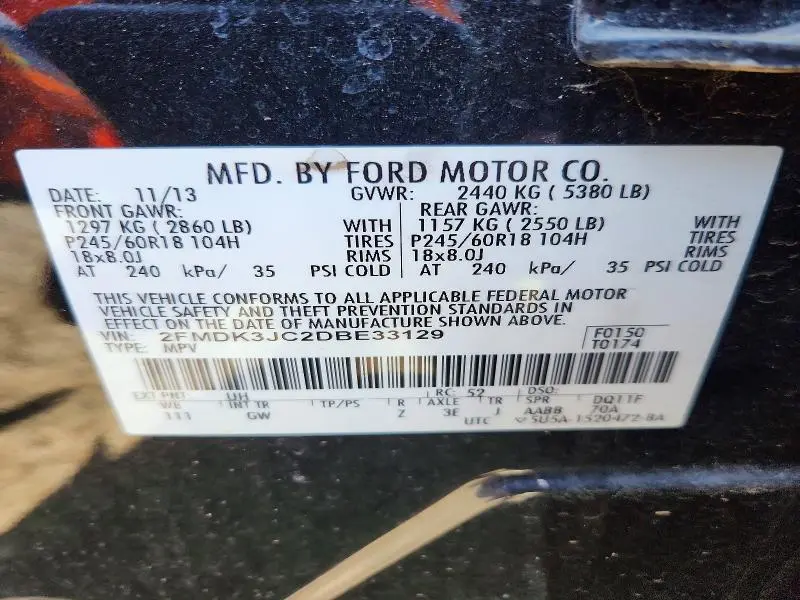 MFD. BY FORD MOTOR CO.
DATE: 11/13 GVWR: 2440 KG ( 5380 LB)
FRONT GAWR: REAR GAWR:
1297 KG ( 2860 LB) WITH 1157 KG ( 2550 LB) WITH
P245/60R18 104H TIRES P245/60R18 104H TIRES
18x8.0J RIMS 18x8.0J RIMS
AT 240 kPa/ 35 PSI COLD AT 240 kPa/ 35 PSI COLD
THIS VEHICLE CONFORMS TO ALL APPLICABLE FEDERAL MOTOR
VEHICLE SAFETY AND THEFT PREVENTION STANDARDS IN
EFFECT ON THE DATE OF MANUFACTURE SHOWN ABOVE.
VIN: 2FMDK3JC2DBE33129 F0150
TYPE: MPV T0174
EXT PNT UH RC: 52 DSO:
WB INT TR TP/PS R AXLE TR SPR DQ11F
111 GW Z 3E J AABB 70A
UTC 5U5A-1520472-BA